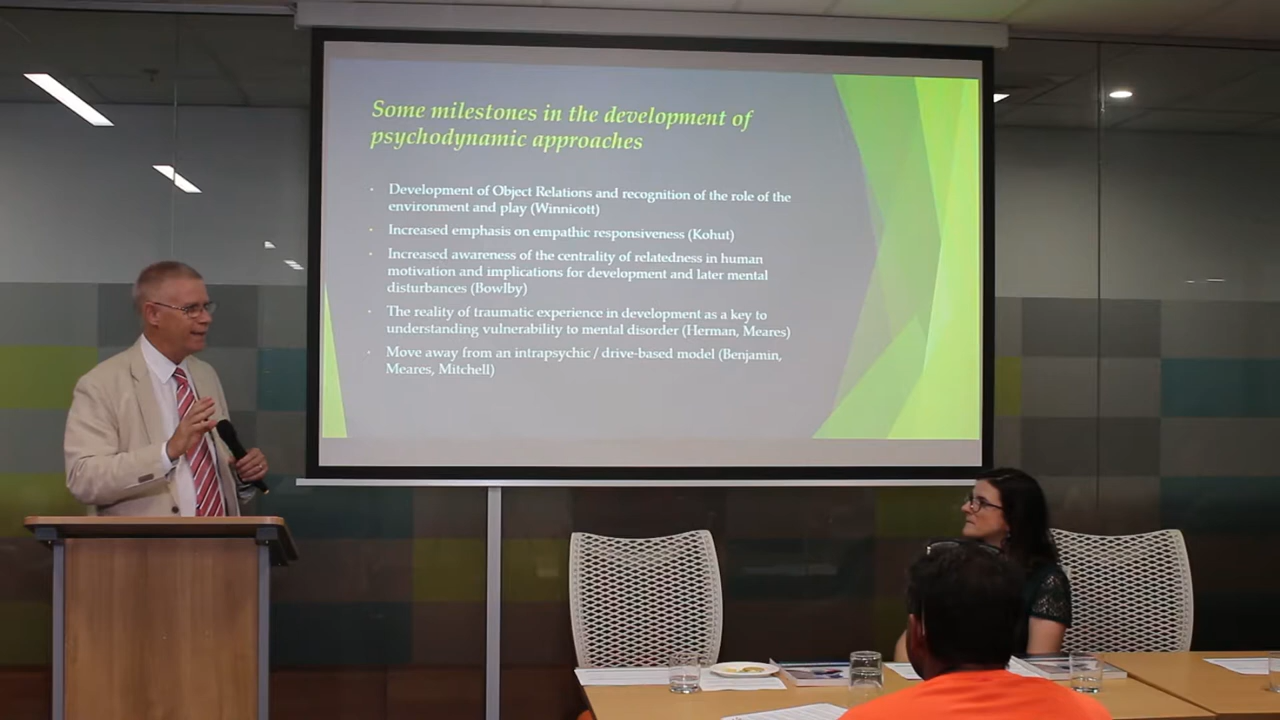 Some milestones in the development of
psychodynamic approaches
Development of Object Relations and recognition of the role of the
environment and play (Winnicott)
Increased emphasis on empathic responsiveness (Kohut)
Increased awareness of the centrality of relatedness in human
motivation and implications for development and later mental
disturbances (Bowlby)
The reality of traumatic experience in development as a key to
understanding vulnerability to mental disorder (Herman, Meares)
Move away from an intrapsychic / drive-based model (Benjamin,
Meares, Mitchell)